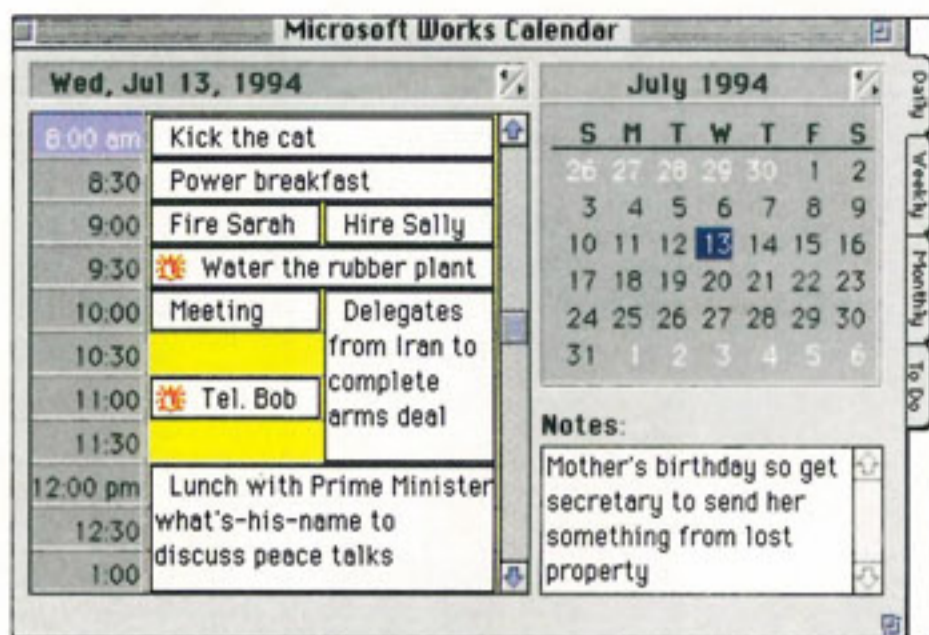 Microsoft Works Calendar
Wed, Jul 13, 1994
8:00 am Kick the cat
8:30 Power breakfast
9:00 Fire Sarah Hire Sally
9:30 Water the rubber plant
10:00 Meeting Delegates
10:30 from Iran to
11:00 Tel. Bob complete
11:30 arms deal
12:00 pm Lunch with Prime Minister
12:30 what's-his-name to
1:00 discuss peace talks
July 1994
S M T W T F S
26 27 28 29 30 1 2
3 4 5 6 7 8 9
10 11 12 13 14 15 16
17 18 19 20 21 22 23
24 25 26 27 28 29 30
31 1 2 3 4 5 6
Notes:
Mother's birthday so get
secretary to send her
something from lost
property
Daily
Weekly
Monthly
To Do